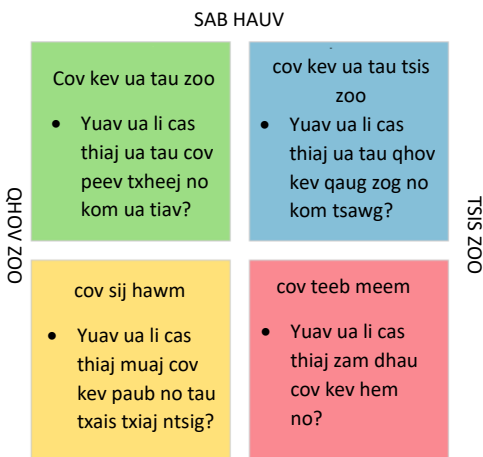 SAB HAUV
Cov kev ua tau zoo
• Yuav ua li cas
thiaj ua tau cov
peev txheej no
kom ua tiav?
cov kev ua tau tsis
zoo
• Yuav ua li cas
thiaj ua tau qhov
kev qaug zog no
kom tsawg?
QHOV ZOO
TSIS ZOO
cov sij hawm
• Yuav ua li cas
thiaj muaj cov
kev paub no tau
txais txiaj ntsig?
cov teeb meem
• Yuav ua li cas
thiaj zam dhau
cov kev hem
no?